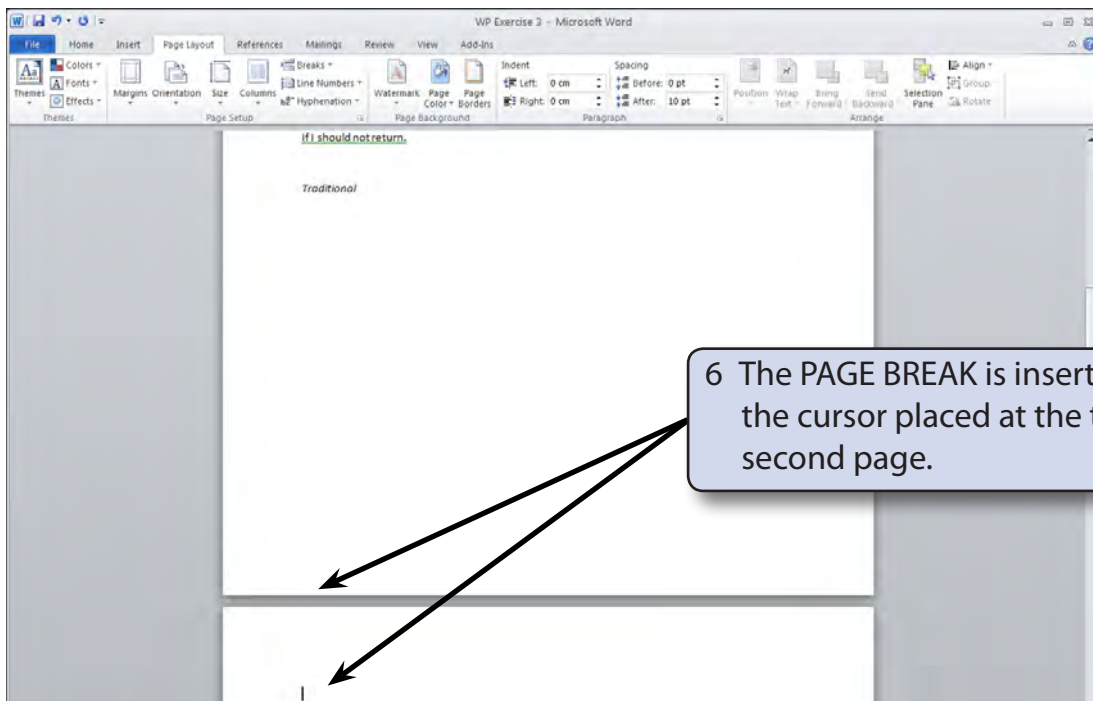 WP Exercise 3 - Microsoft Word
File Home Insert Page Layout References Mailings Review View Add-Ins
Themes Colors Fonts Effects Margins Orientation Size Columns Breaks Line Numbers Hyphenation Watermark Page Color Page Borders Indent Left: 0 cm Right: 0 cm Spacing Before: 0 pt After: 10 pt Position Wrap Text Bring Forward Send Backward Selection Pane Align Group Rotate
Themes Page Setup Page Background Paragraph Arrange
If I should not return.
Traditional
6 The PAGE BREAK is insert
the cursor placed at the t
second page.